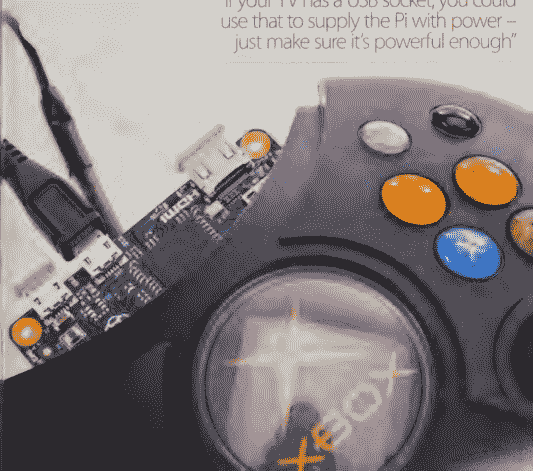 if your TV has a USB socket, you could
use that to supply the Pi with power –
just make sure it's powerful enough”
XBOX
X